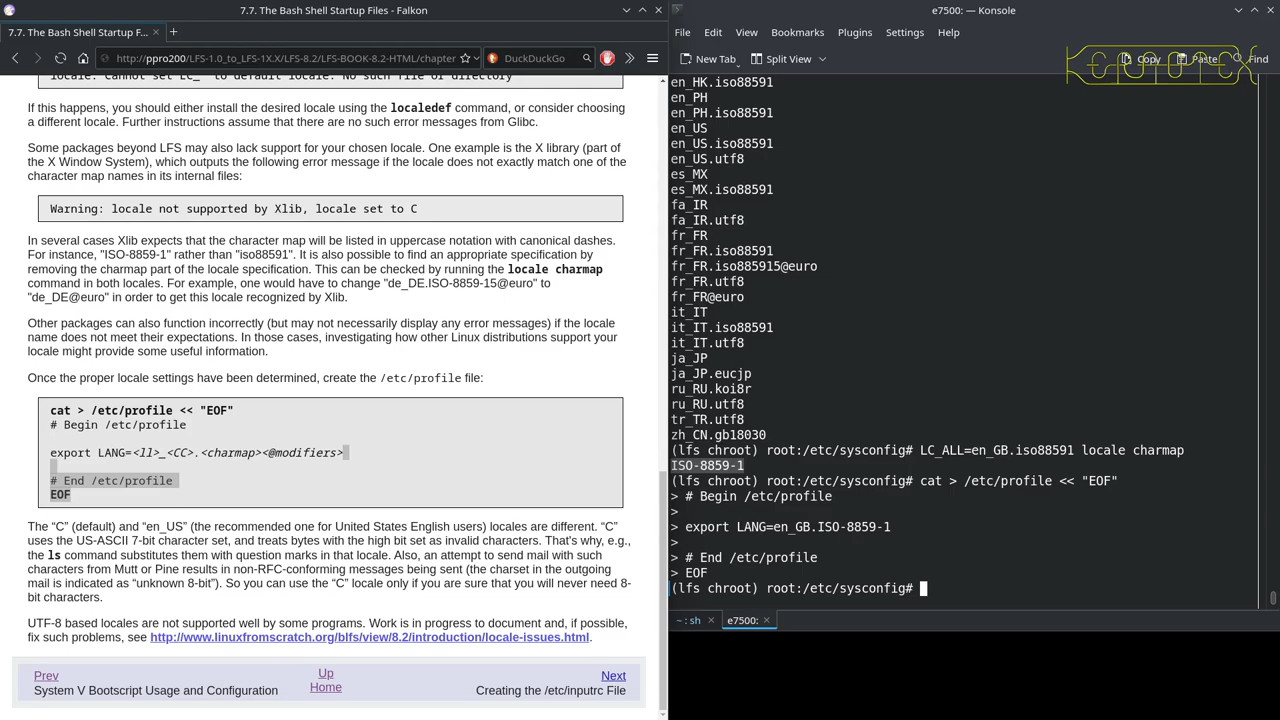 7.7. The Bash Shell Startup Files - Falkon
7.7. The Bash Shell Startup F...
http://ppro200/LFS-1.0_to_LFS-1X.X/LFS-8.2/LFS-BOOK-8.2-HTML/chapter
DuckDuckGo
locale: Cannot set LC_* to default locale: No such file or directory
If this happens, you should either install the desired locale using the localedef command, or consider choosing
a different locale. Further instructions assume that there are no such error messages from Glibc.
Some packages beyond LFS may also lack support for your chosen locale. One example is the X library (part of
the X Window System), which outputs the following error message if the locale does not exactly match one of the
character map names in its internal files:
Warning: locale not supported by Xlib, locale set to C
In several cases Xlib expects that the character map will be listed in uppercase notation with canonical dashes.
For instance, "ISO-8859-1" rather than "iso88591". It is also possible to find an appropriate specification by
removing the charmap part of the locale specification. This can be checked by running the locale charmap
command in both locales. For example, one would have to change "de_DE.ISO-8859-15@euro" to
"de_DE@euro" in order to get this locale recognized by Xlib.
Other packages can also function incorrectly (but may not necessarily display any error messages) if the locale
name does not meet their expectations. In those cases, investigating how other Linux distributions support your
locale might provide some useful information.
Once the proper locale settings have been determined, create the /etc/profile file:
cat > /etc/profile << "EOF"
# Begin /etc/profile
export LANG=<ll>_<CC>.<charmap><@modifiers>
# End /etc/profile
EOF
The “C” (default) and “en_US” (the recommended one for United States English users) locales are different. “C”
uses the US-ASCII 7-bit character set, and treats bytes with the high bit set as invalid characters. That's why, e.g.,
the ls command substitutes them with question marks in that locale. Also, an attempt to send mail with such
characters from Mutt or Pine results in non-RFC-conforming messages being sent (the charset in the outgoing
mail is indicated as “unknown 8-bit”). So you can use the “C” locale only if you are sure that you will never need 8-
bit characters.
UTF-8 based locales are not supported well by some programs. Work is in progress to document and, if possible,
fix such problems, see http://www.linuxfromscratch.org/blfs/view/8.2/introduction/locale-issues.html.
Prev
System V Bootscript Usage and Configuration
Up
Home
Next
Creating the /etc/inputrc File
e7500: — Konsole
File Edit View Bookmarks Plugins Settings Help
New Tab Split View Copy Paste Find
en_HK.iso88591
en_PH
en_PH.iso88591
en_US
en_US.iso88591
en_US.utf8
es_MX
es_MX.iso88591
fa_IR
fa_IR.utf8
fr_FR
fr_FR.iso88591
fr_FR.iso885915@euro
fr_FR.utf8
fr_FR@euro
it_IT
it_IT.iso88591
it_IT.utf8
ja_JP
ja_JP.eucjp
ru_RU.koi8r
ru_RU.utf8
tr_TR.utf8
zh_CN.gb18030
(lfs chroot) root:/etc/sysconfig# LC_ALL=en_GB.iso88591 locale charmap
ISO-8859-1
(lfs chroot) root:/etc/sysconfig# cat > /etc/profile << "EOF"
> # Begin /etc/profile
>
> export LANG=en_GB.ISO-8859-1
>
> # End /etc/profile
> EOF
(lfs chroot) root:/etc/sysconfig#
~ : sh
e7500: